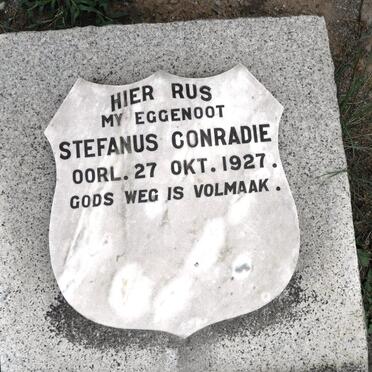 HIER RUS
MY EGGENOOT
STEFANUS CONRADIE
OORL. 27 OKT. 1927.
GODS WEG IS VOLMAAK.